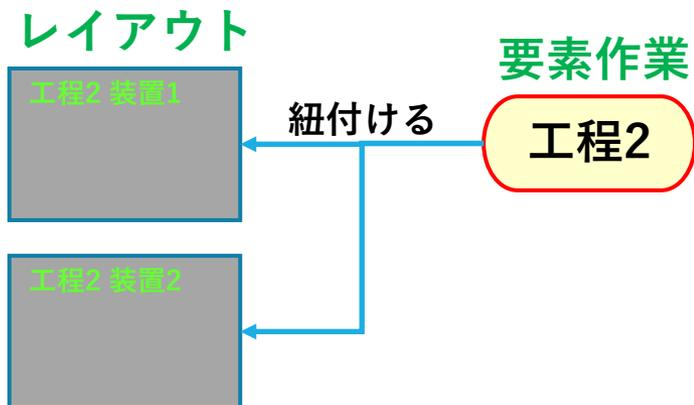 レイアウト
要素作業
工程2 装置1
紐付ける
工程2
工程2 装置2